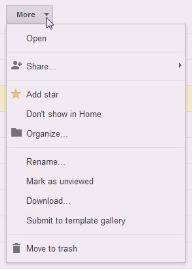 More
Open
Share...
Add star
Don't show in Home
Organize...
Rename...
Mark as unviewed
Download...
Submit to template gallery
Move to trash